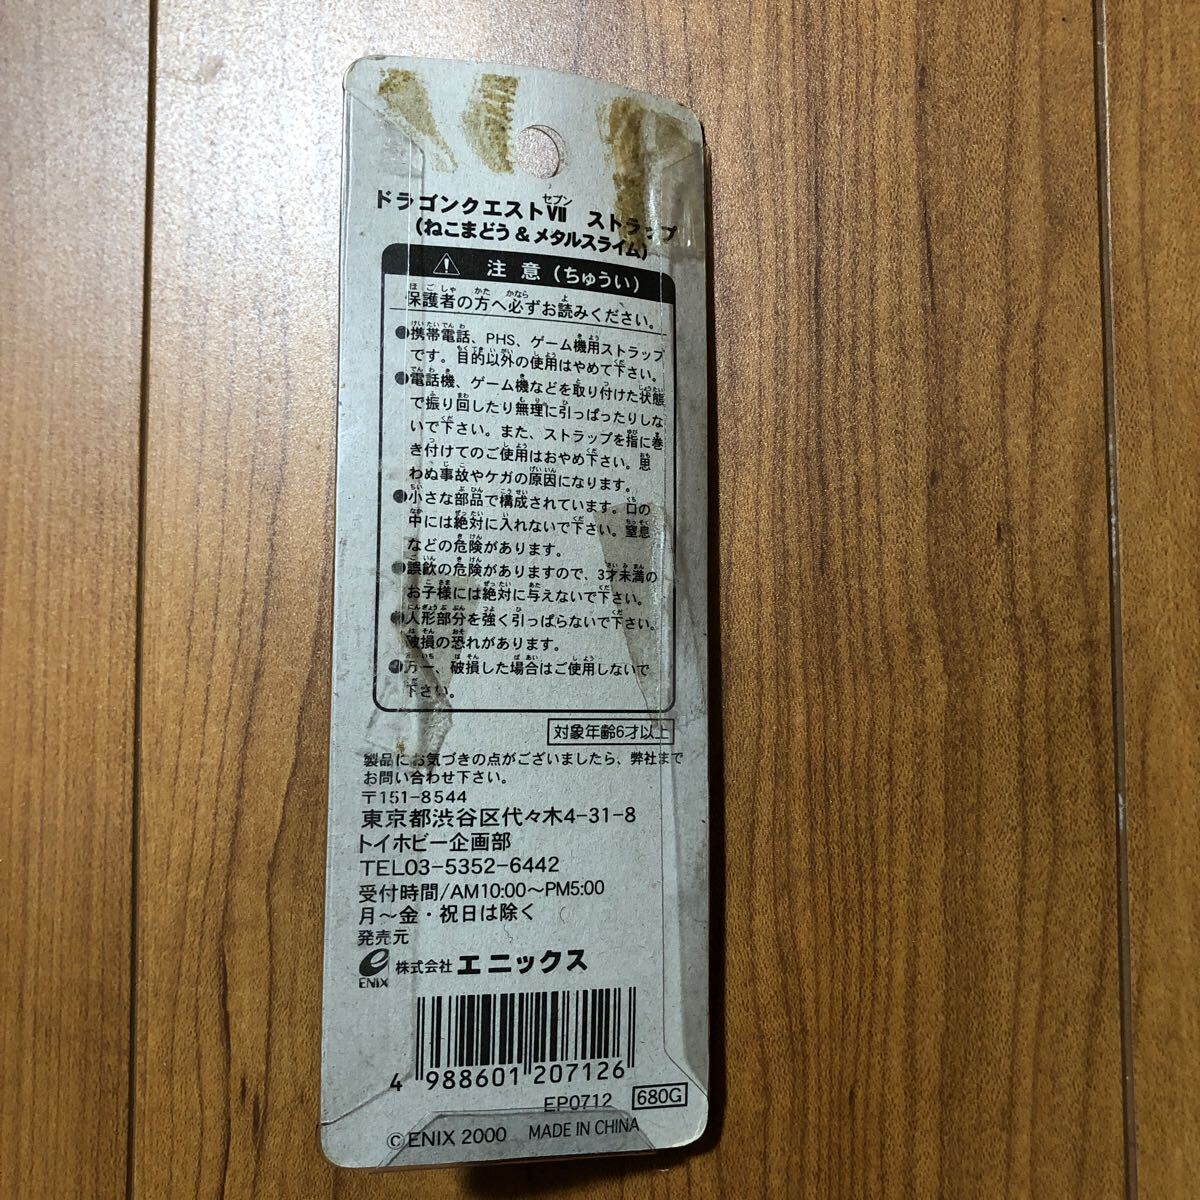 ドラゴンクエストⅦ ストラップ
セブン
(ねこまどう&メタルスライム)
注意(ちゅうい)
保護者の方へ必ずお読みください。
●携帯電話、PHS、ゲーム機用ストラップ
です。目的以外の使用はやめて下さい。
●電話機、ゲーム機などを取り付けた状態
で振り回したり無理に引っぱったりしな
いで下さい。また、ストラップを指に巻
き付けてのご使用はおやめ下さい。思
わぬ事故やケガの原因になります。
●小さな部品で構成されています。口の
中には絶対に入れないで下さい。窒息
などの危険があります。
●誤飲の危険がありますので、3才未満の
お子様には絶対に与えないで下さい。
●人形部分を強く引っぱらないで下さい。
破損の恐れがあります。
●万一、破損した場合はご使用しないで
下さい。
対象年齢6才以上
製品にお気づきの点がございましたら、弊社まで
お問い合わせ下さい。
〒151-8544
東京都渋谷区代々木4-31-8
トイホビー企画部
TEL03-5352-6442
受付時間/AM10:00〜PM5:00
月〜金・祝日は除く
発売元
ENIX 株式会社 エニックス
4 988601 207126
EP0712 680G
©ENIX 2000 MADE IN CHINA